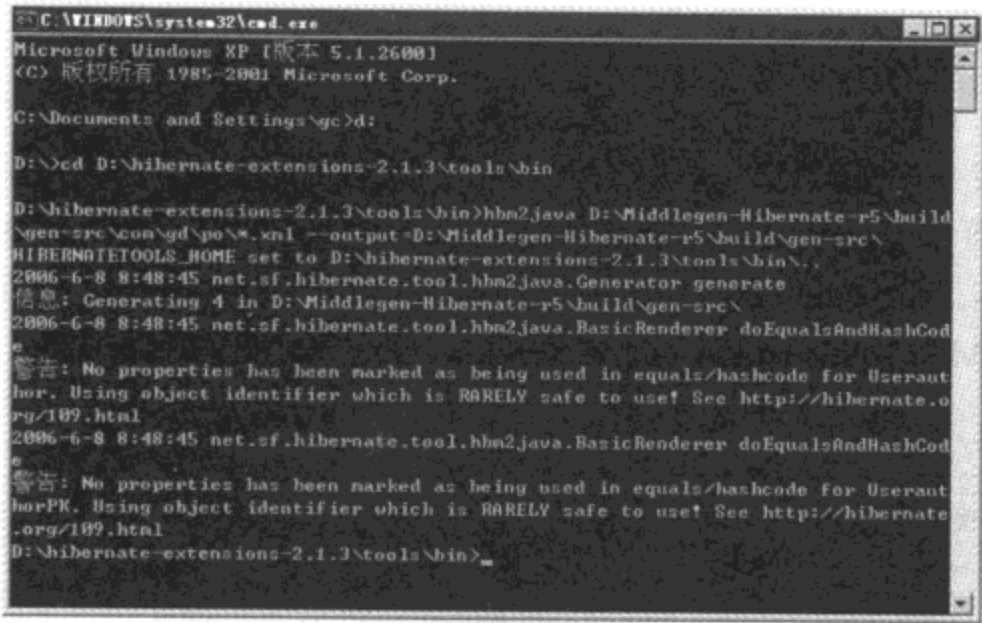 C:\WINDOWS\system32\cmd.exe
Microsoft Windows XP [版本 5.1.2600]
(C) 版权所有 1985-2001 Microsoft Corp.
C:\Documents and Settings\gc>d:
D:\>cd D:\hibernate-extensions-2.1.3\tools\bin
D:\hibernate-extensions-2.1.3\tools\bin>hbm2java D:\Middlegen-Hibernate-r5\build
\gen-src\com\gd\po\*.xml --output=D:\Middlegen-Hibernate-r5\build\gen-src\
HIBERNATETOOLS_HOME set to D:\hibernate-extensions-2.1.3\tools\bin\..
2006-6-8 8:48:45 net.sf.hibernate.tool.hbm2java.Generator generate
信息: Generating 4 in D:\Middlegen-Hibernate-r5\build\gen-src\
2006-6-8 8:48:45 net.sf.hibernate.tool.hbm2java.BasicRenderer doEqualsAndHashCod
e
警告: No properties has been marked as being used in equals/hashcode for Useraut
hor. Using object identifier which is RARELY safe to use! See http://hibernate.o
rg/109.html
2006-6-8 8:48:45 net.sf.hibernate.tool.hbm2java.BasicRenderer doEqualsAndHashCod
e
警告: No properties has been marked as being used in equals/hashcode for Useraut
horPK. Using object identifier which is RARELY safe to use! See http://hibernate
.org/109.html
D:\hibernate-extensions-2.1.3\tools\bin>_